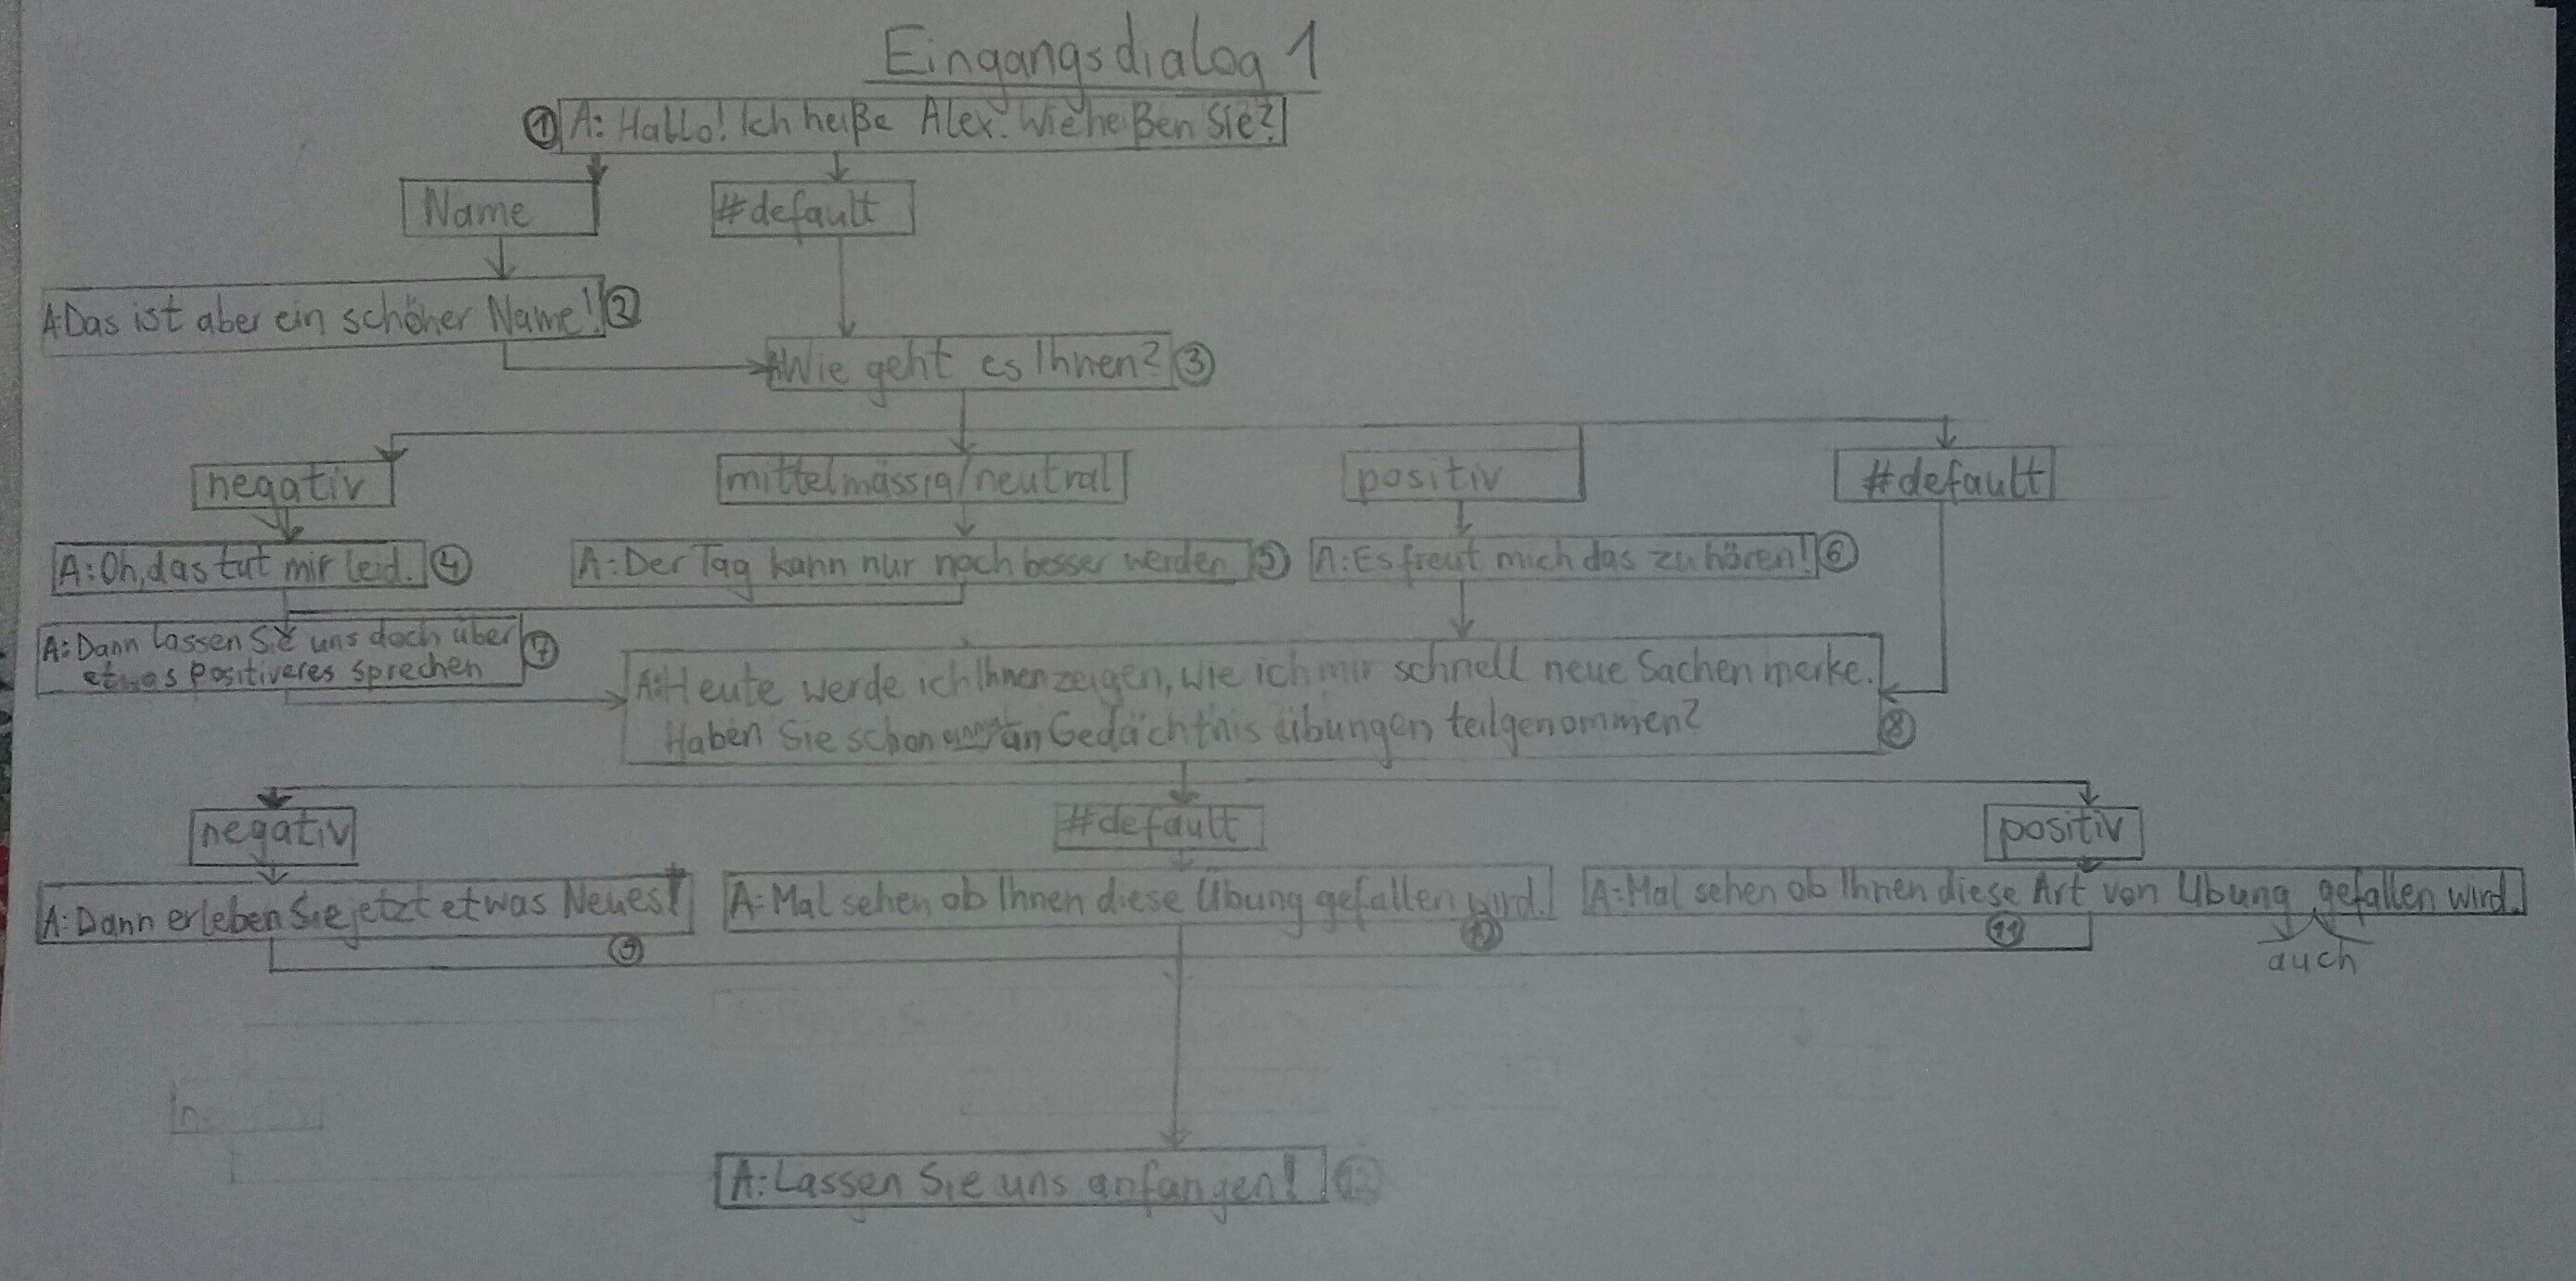 Eingangsdialog 1
① A: Hallo! Ich heiße Alex. Wie heißen Sie?
Name
#default
A: Das ist aber ein schöner Name! ②
A: Wie geht es Ihnen? ③
negativ
mittelmässig/neutral
positiv
#default
A: Oh, das tut mir leid. ④
A: Der Tag kann nur noch besser werden. ⑤
A: Es freut mich das zu hören! ⑥
A: Dann lassen Sie uns doch über ⑦
etwas positiveres sprechen
A: Heute werde ich Ihnen zeigen, wie ich mir schnell neue Sachen merke.
Haben Sie schon an Gedächtnisübungen teilgenommen? ⑧
negativ
#default
positiv
A: Dann erleben Sie jetzt etwas Neues!
⑨
A: Mal sehen ob Ihnen diese Übung gefallen wird.
⑩
A: Mal sehen ob Ihnen diese Art von Übung gefallen wird.
⑪
auch
A: Lassen Sie uns anfangen! ⑫